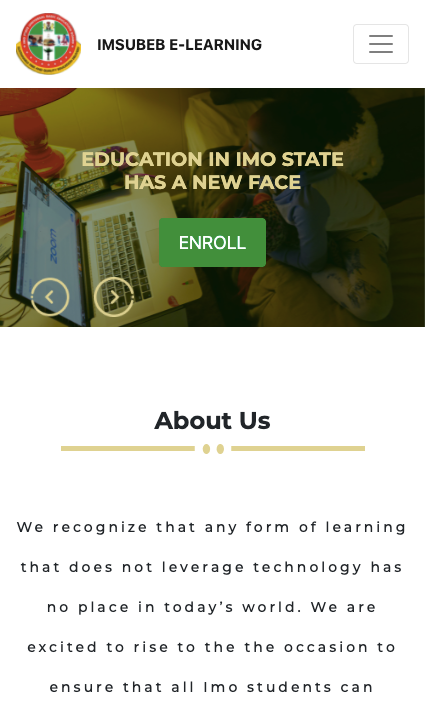 IMSUBEB E-LEARNING
EDUCATION IN IMO STATE
HAS A NEW FACE
zoom
ENROLL
About Us
We recognize that any form of learning
that does not leverage technology has
no place in today’s world. We are
excited to rise to the the occasion to
ensure that all Imo students can